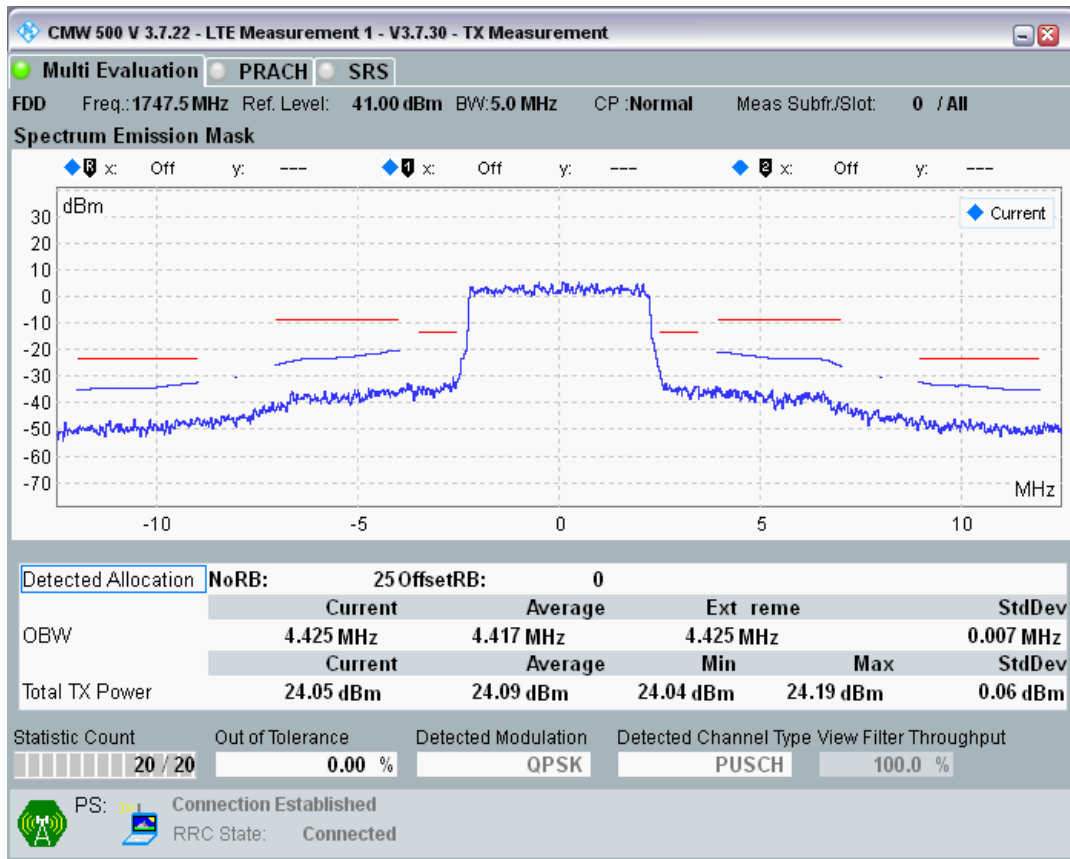 CMW 500 V 3.7.22 - LTE Measurement 1 - V3.7.30 - TX Measurement
Multi Evaluation PRACH SRS
FDD Freq.: 1747.5 MHz Ref. Level: 41.00 dBm BW: 5.0 MHz CP : Normal Meas Subfr./Slot: 0 / All
Spectrum Emission Mask
R x: Off y: --- 1 x: Off y: --- 2 x: Off y: ---
dBm
Current
30
20
10
0
-10
-20
-30
-40
-50
-60
-70
MHz
-10 -5 0 5 10
Detected Allocation NoRB: 25 OffsetRB: 0
Current Average Ext reme StdDev
OBW 4.425 MHz 4.417 MHz 4.425 MHz 0.007 MHz
Current Average Min Max StdDev
Total TX Power 24.05 dBm 24.09 dBm 24.04 dBm 24.19 dBm 0.06 dBm
Statistic Count Out of Tolerance Detected Modulation Detected Channel Type View Filter Throughput
20 / 20 0.00 % QPSK PUSCH 100.0 %
PS: Connection Established
RRC State: Connected